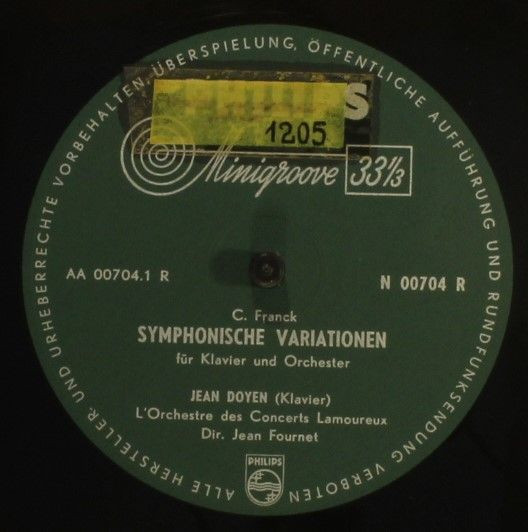 ALLE HERSTELLER- UND URHEBERRECHTE VORBEHALTEN, ÜBERSPIELUNG, ÖFFENTLICHE AUFFÜHRUNG UND RUNDFUNKSENDUNG VERBOTEN
1205
Minigroove 33⅓
AA 00704.1 R
N 00704 R
C. Franck
SYMPHONISCHE VARIATIONEN
für Klavier und Orchester
JEAN DOYEN (Klavier)
L'Orchestre des Concerts Lamoureux
Dir. Jean Fournet
PHILIPS